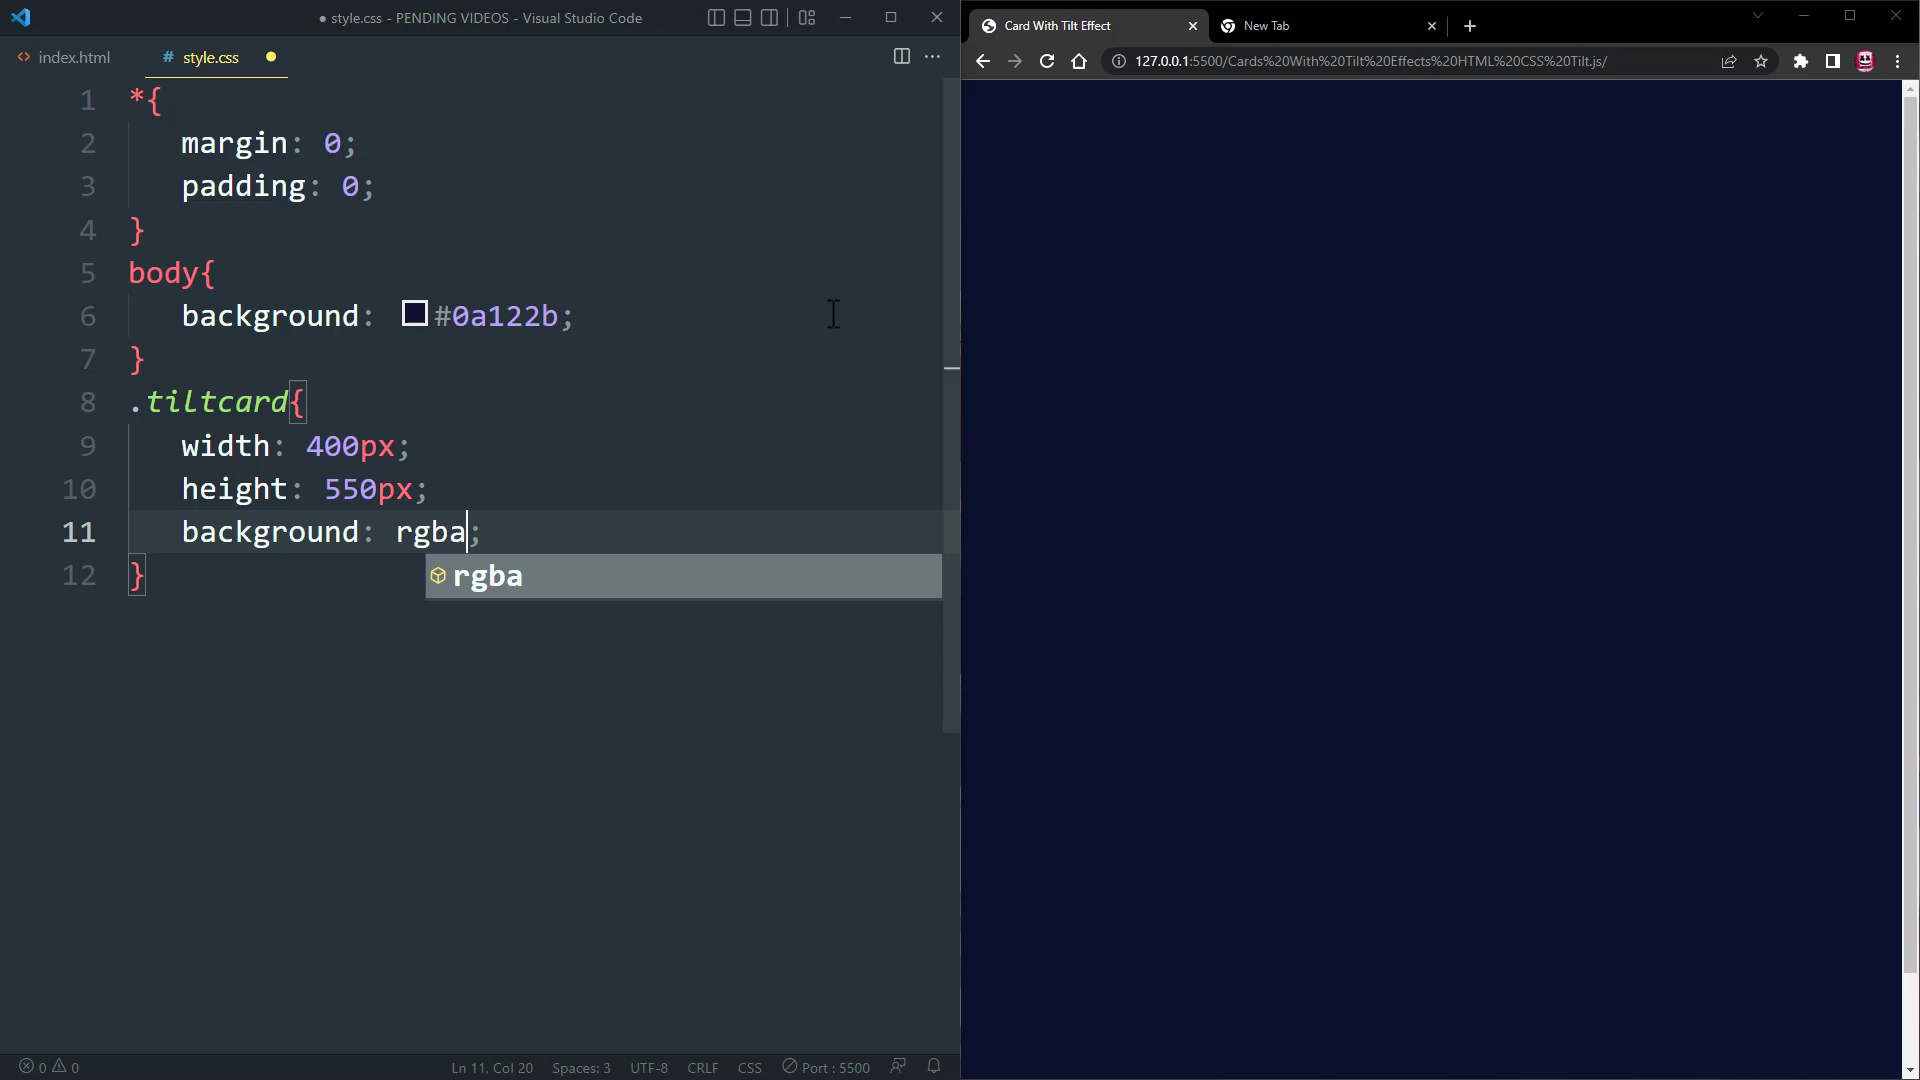 ● style.css - PENDING VIDEOS - Visual Studio Code
index.html
# style.css
1 *{
2 margin: 0;
3 padding: 0;
4 }
5 body{
6 background: #0a122b;
7 }
8 .tiltcard{
9 width: 400px;
10 height: 550px;
11 background: rgba;
rgba
12 }
0 0
Ln 11, Col 20 Spaces: 3 UTF-8 CRLF CSS Port : 5500
Card With Tilt Effect
New Tab
127.0.0.1:5500/Cards%20With%20Tilt%20Effects%20HTML%20CSS%20Tilt.js/